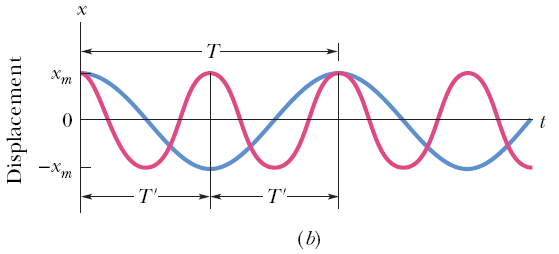 x
T
x_m
Displacement
0
t
−x_m
T′ T′
(b)